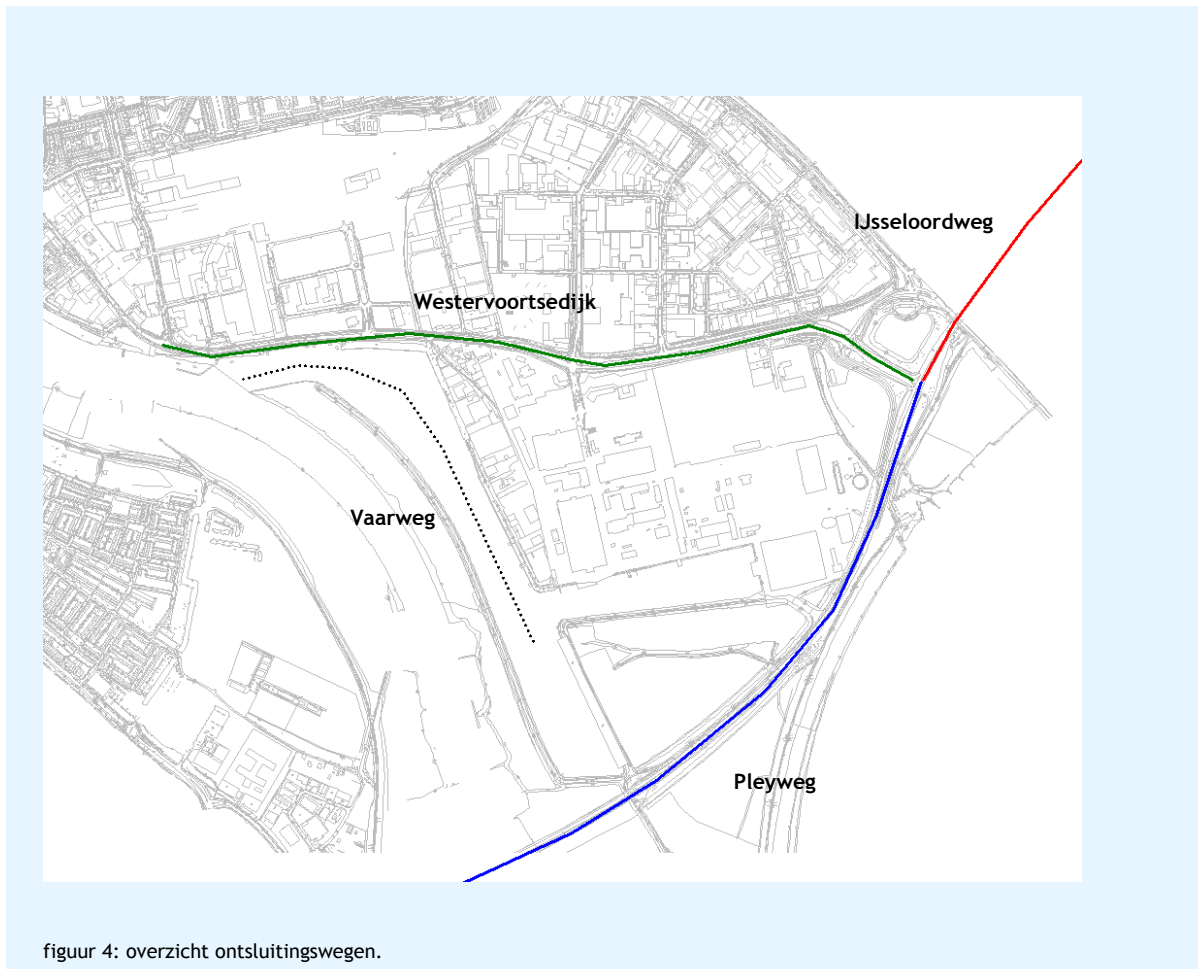 IJsseloordweg
Westervoortsedijk
Vaarweg
Pleyweg
figuur 4: overzicht ontsluitingswegen.